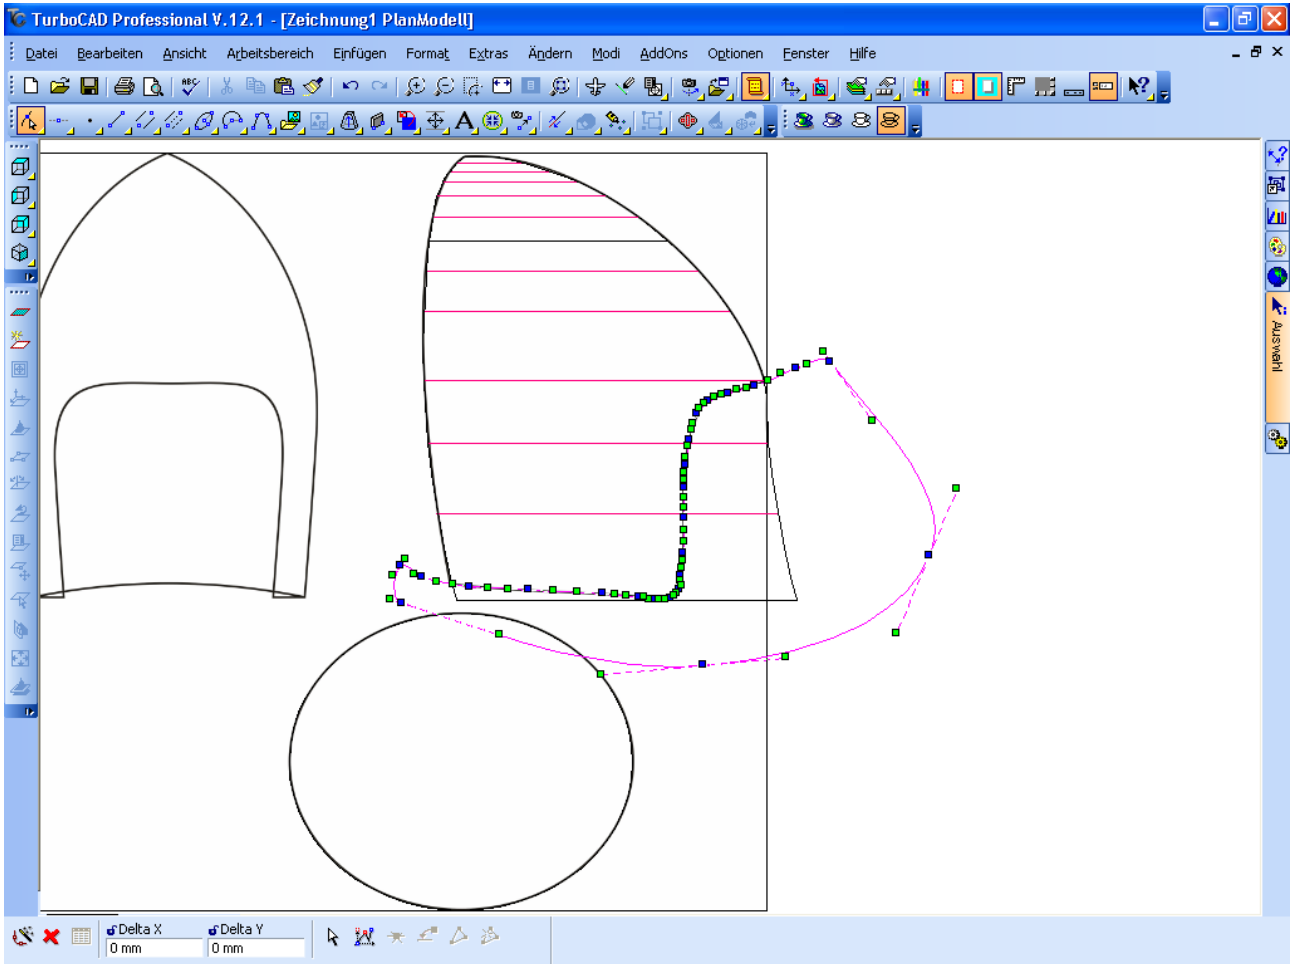 TurboCAD Professional V.12.1 - [Zeichnung1 PlanModell]
Datei Bearbeiten Ansicht Arbeitsbereich Einfügen Format Extras Ändern Modi AddOns Optionen Fenster Hilfe
ABC
A
Auswahl
Delta X Delta Y
0 mm 0 mm